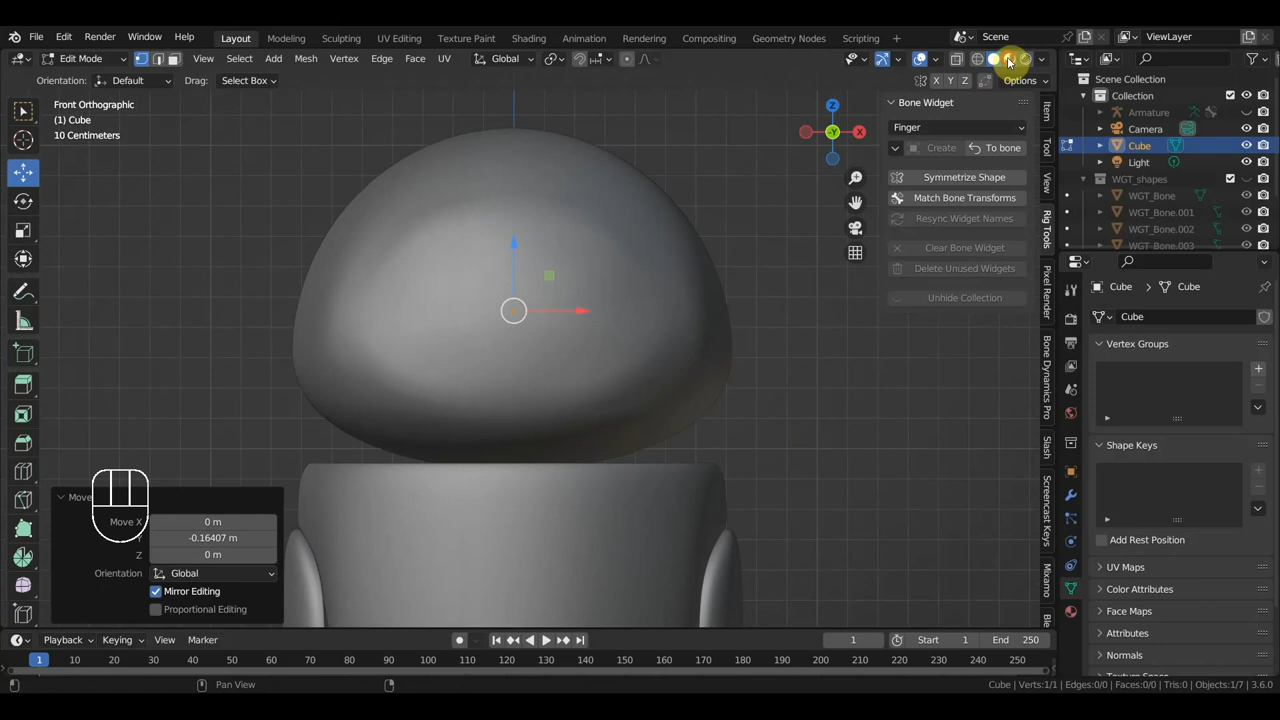 File Edit Render Window Help Layout Modeling Sculpting UV Editing Texture Paint Shading Animation Rendering Compositing Geometry Nodes Scripting Scene ViewLayer
Edit Mode View Select Add Mesh Vertex Edge Face UV Global
Orientation: Default Drag: Select Box X Y Z Options
Front Orthographic
(1) Cube
10 Centimeters
Z
X
-Y
Bone Widget
Finger
Create To bone
Symmetrize Shape
Match Bone Transforms
Resync Widget Names
Clear Bone Widget
Delete Unused Widgets
Unhide Collection
Item
Tool
View
Rig Tools
Pixel Render
Bone Dynamics Pro
Slash
Screencast Keys
Mixamo
Scene Collection
Collection
Armature
Camera
Cube
Light
WGT_shapes
WGT_Bone
WGT_Bone.001
WGT_Bone.002
WGT_Bone.003
Cube Cube
Cube
Vertex Groups
Shape Keys
Add Rest Position
UV Maps
Color Attributes
Face Maps
Attributes
Normals
Texture Space
Move
Move X 0 m
-0.16407 m
Z 0 m
Orientation Global
Mirror Editing
Proportional Editing
Playback Keying View Marker 1 Start 1 End 250
1 10 20 30 40 50 60 70 80 90 100 110 120 130 140 150 160 170 180 190 200 210 220 230 240 250
Pan View Cube | Verts:1/1 | Edges:0/0 | Faces:0/0 | Tris:0 | Objects:1/7 | 3.6.0